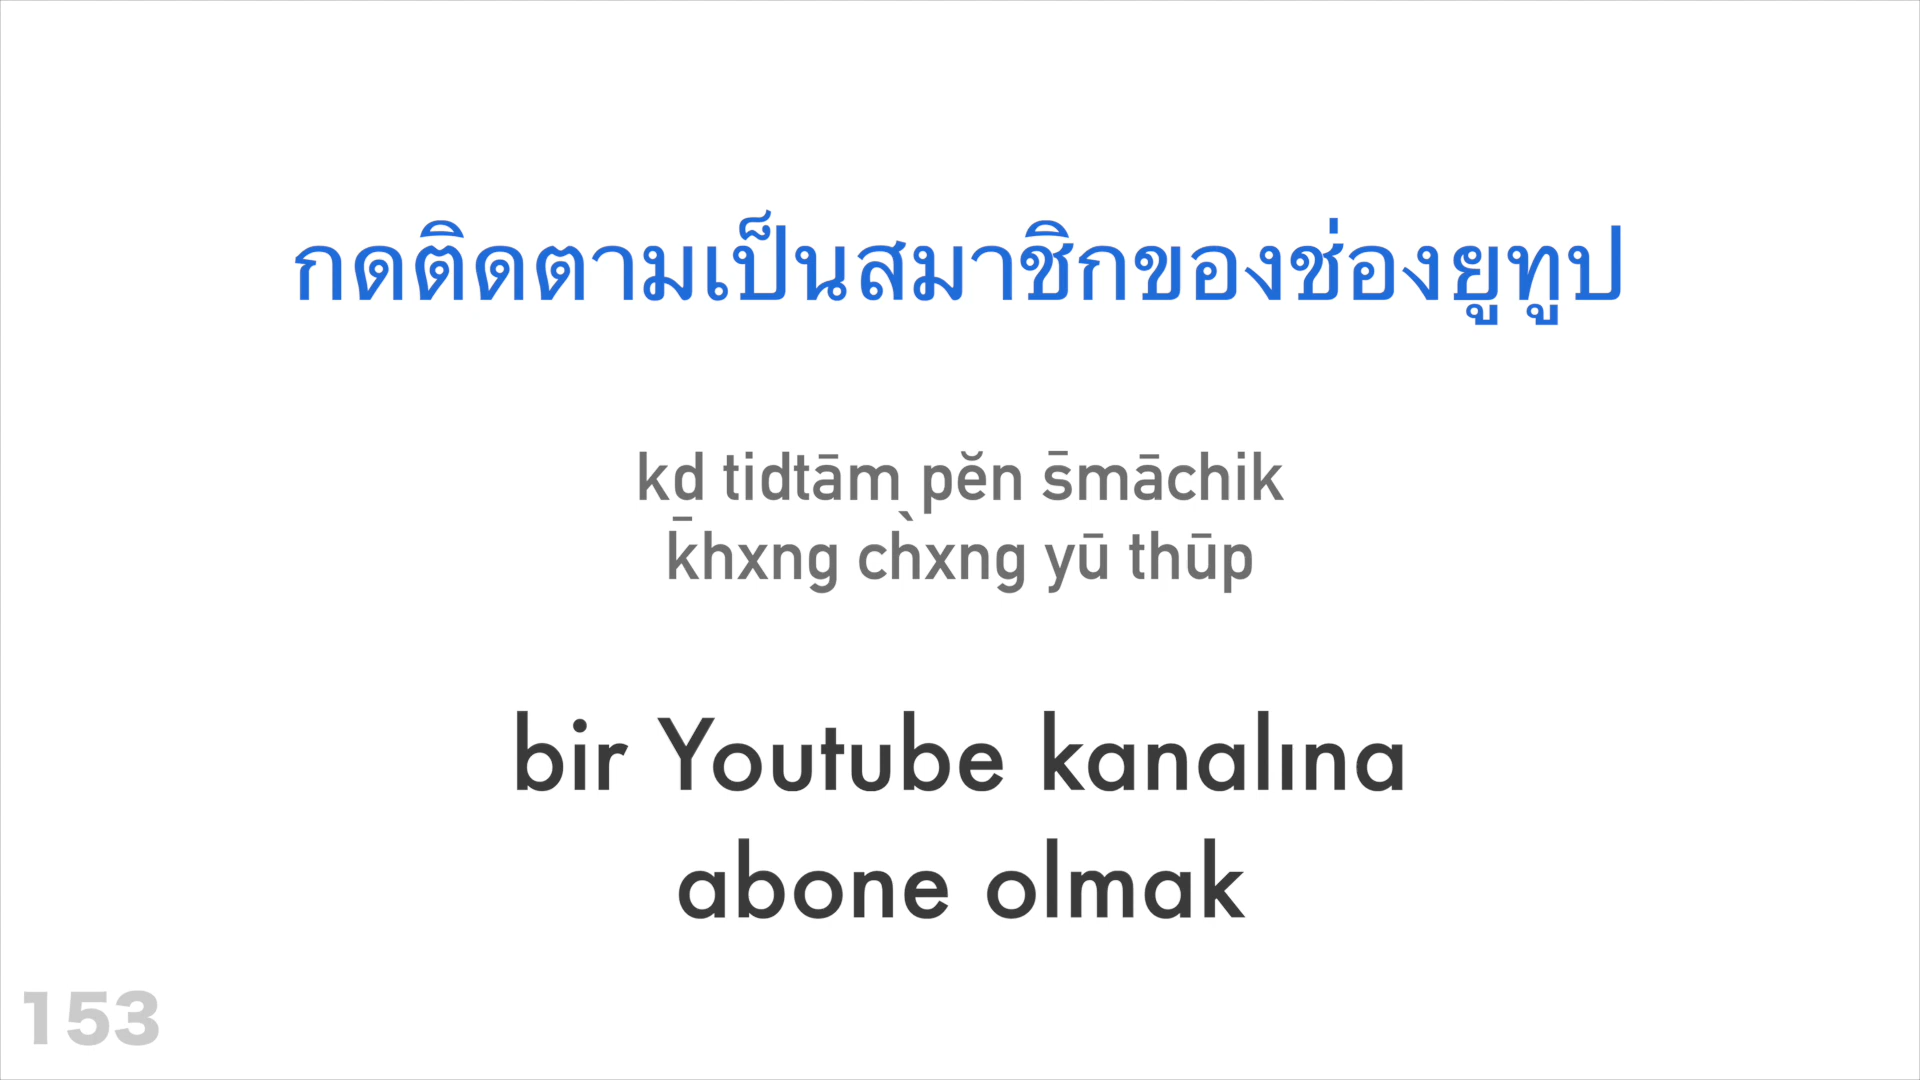 กดติดตามเป็นสมาชิกของช่องยูทูป
kd tidtām pĕn s̄māchik
k̄hxng ch̀xng yū thūp
bir Youtube kanalına
abone olmak
153